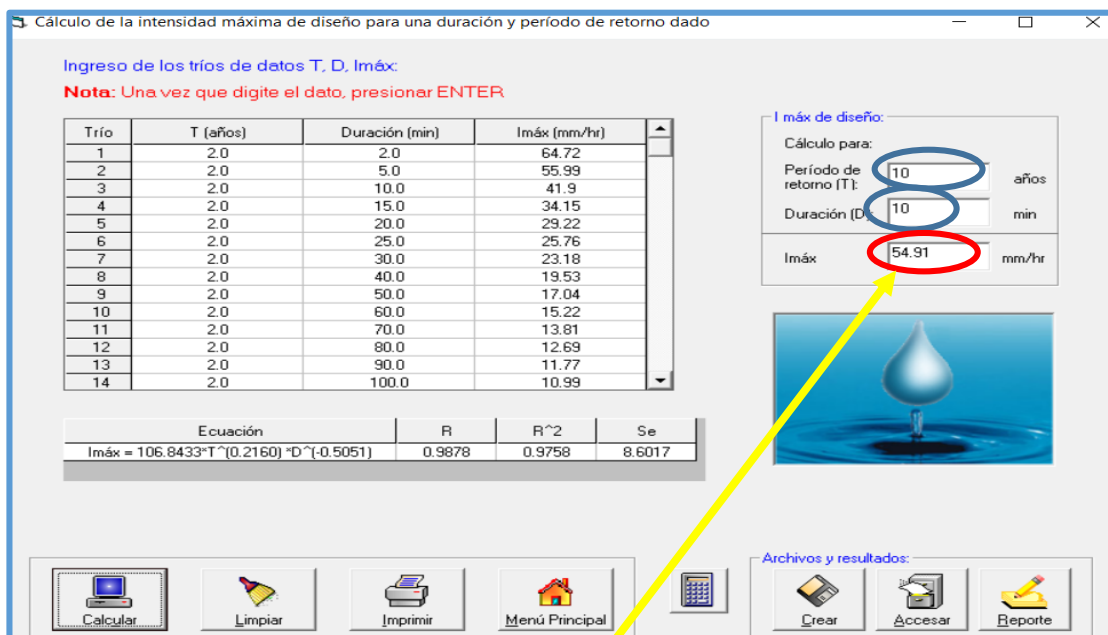 Cálculo de la intensidad máxima de diseño para una duración y período de retorno dado
Ingreso de los tríos de datos T, D, Imáx:
Nota: Una vez que digite el dato, presionar ENTER
Trío T (años) Duración (min) Imáx (mm/hr)
1 2.0 2.0 64.72
2 2.0 5.0 55.99
3 2.0 10.0 41.9
4 2.0 15.0 34.15
5 2.0 20.0 29.22
6 2.0 25.0 25.76
7 2.0 30.0 23.18
8 2.0 40.0 19.53
9 2.0 50.0 17.04
10 2.0 60.0 15.22
11 2.0 70.0 13.81
12 2.0 80.0 12.69
13 2.0 90.0 11.77
14 2.0 100.0 10.99
I máx de diseño:
Cálculo para:
Período de
retorno (T): 10 años
Duración (D): 10 min
Imáx 54.91 mm/hr
Ecuación R R^2 Se
Imáx = 106.8433*T^(0.2160) *D^(-0.5051) 0.9878 0.9758 8.6017
Calcular Limpiar Imprimir Menú Principal
Archivos y resultados:
Crear Accesar Reporte